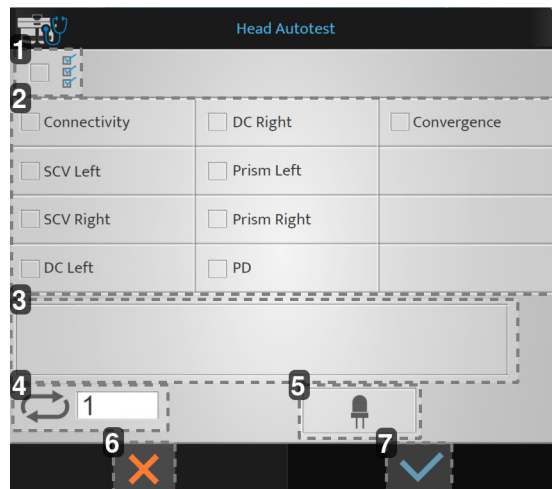 Head Autotest
1
2
Connectivity DC Right Convergence
SCV Left Prism Left
SCV Right Prism Right
DC Left PD
3
4 1 5
6 7